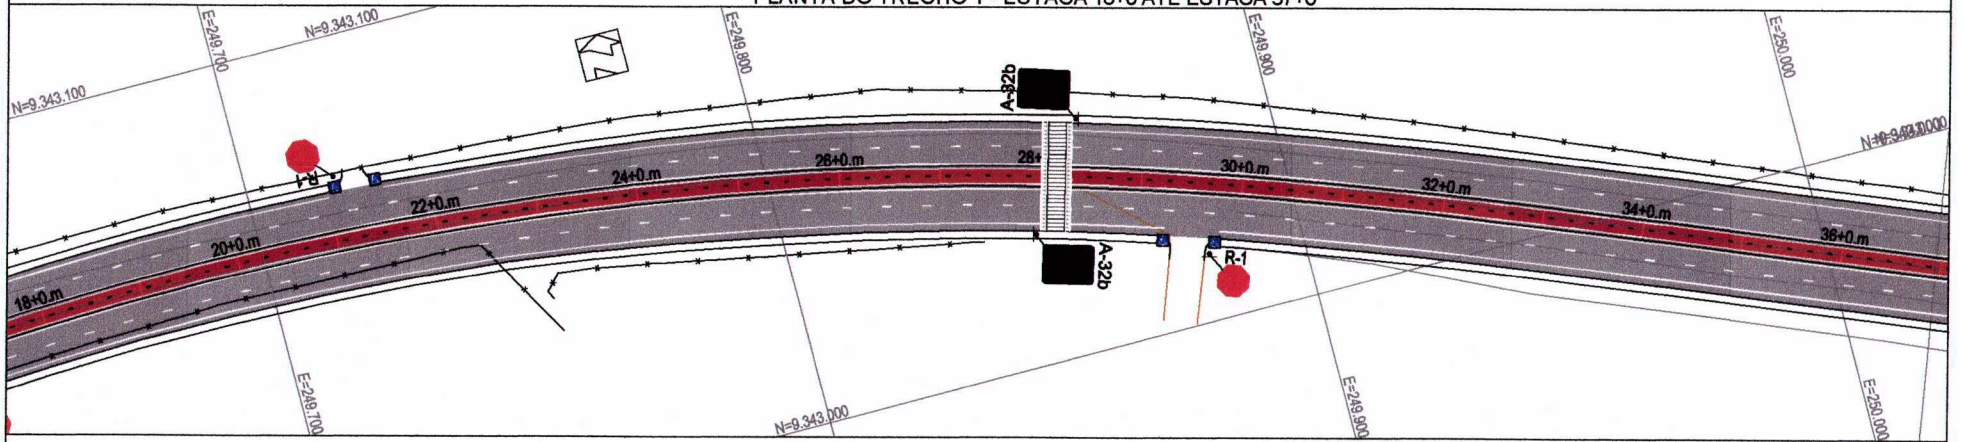 PLANTA DO TRECHO 1 - ESTACA 18+0 ATÉ ESTACA 37+0
E=249.700
N=9.343.100
E=249.800
E=249.900
E=250.000
N=9.343.100
A-32b
R-1
18+0.m
20+0.m
22+0.m
24+0.m
26+0.m
28+
30+0.m
32+0.m
34+0.m
36+0.m
A-32b
R-1
E=249.700
N=9.343.000
E=249.900
E=250.000